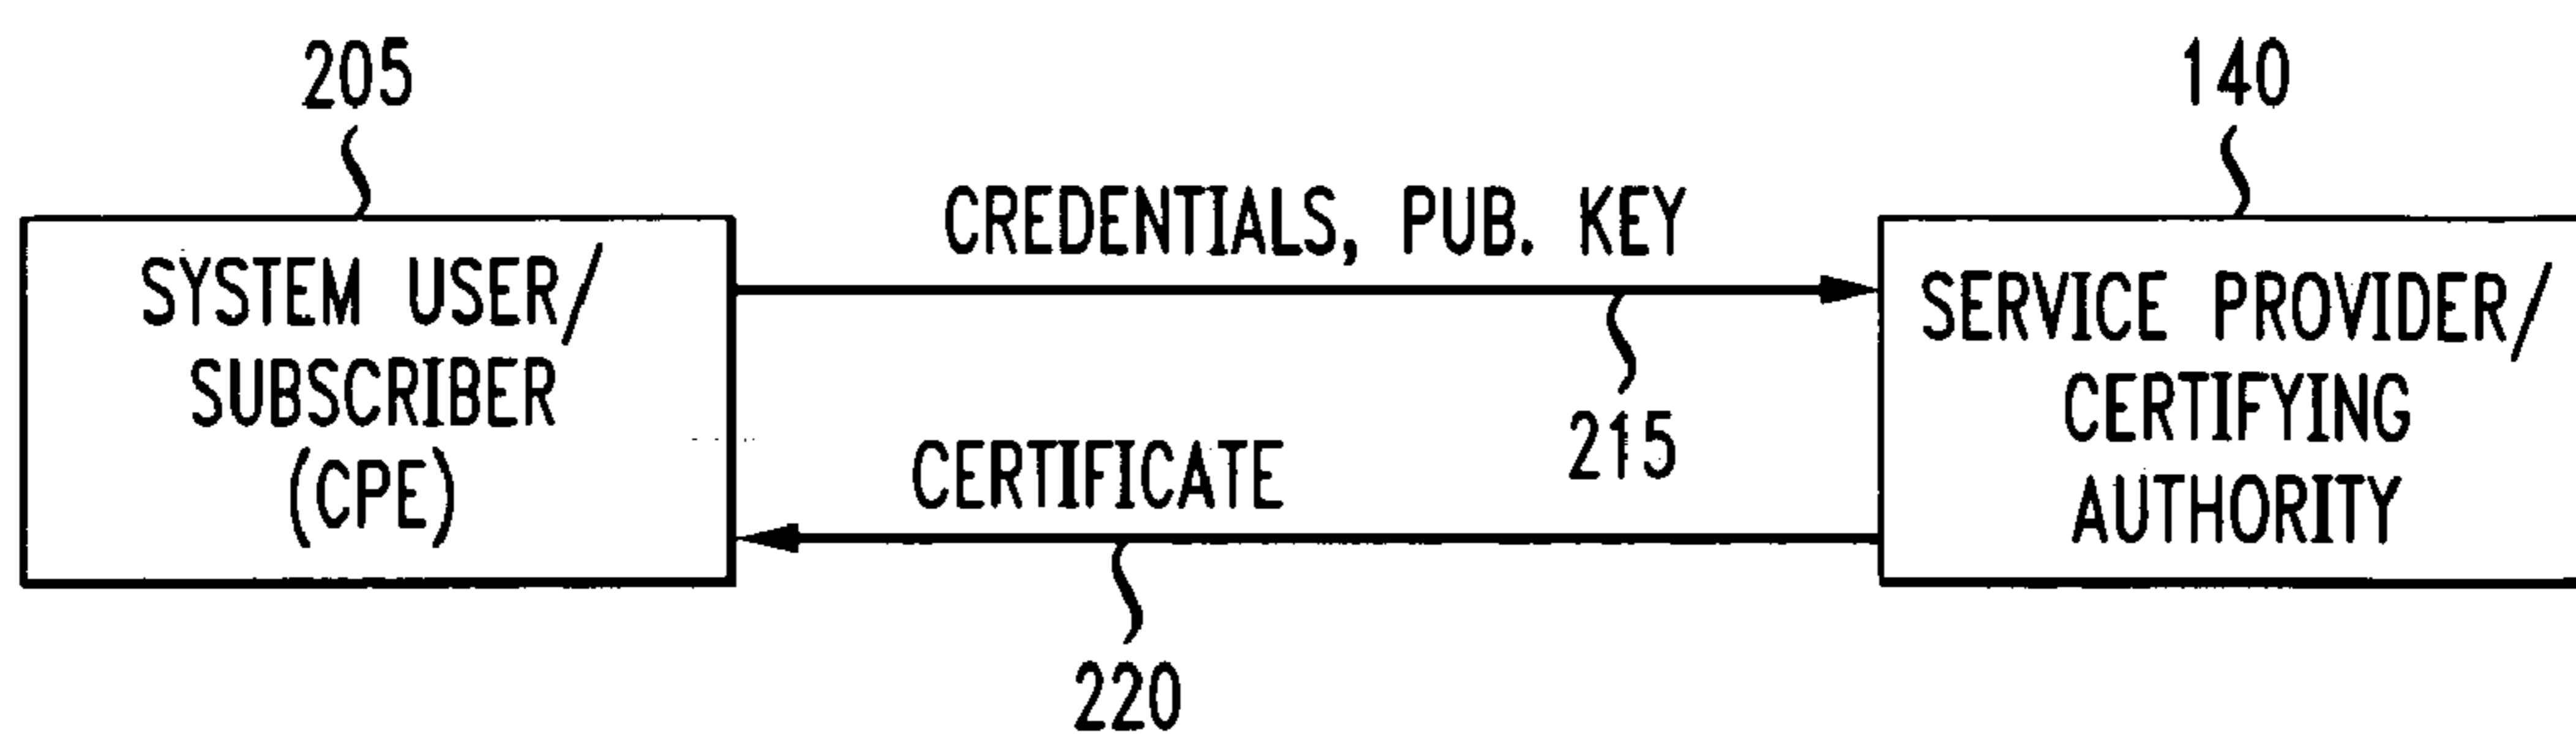 205
140
CREDENTIALS, PUB. KEY
SYSTEM USER/
SUBSCRIBER
(CPE)
SERVICE PROVIDER/
CERTIFYING
AUTHORITY
215
CERTIFICATE
220